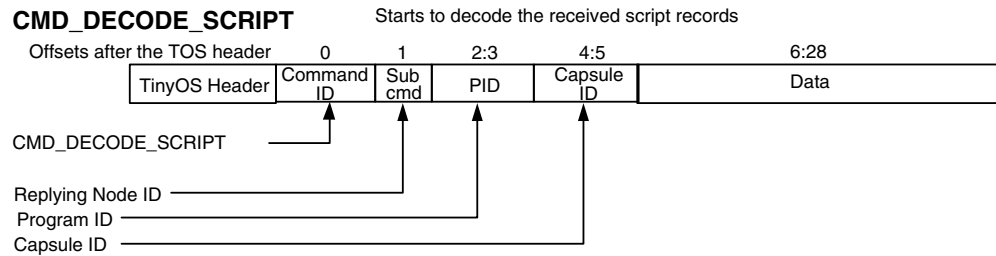 CMD_DECODE_SCRIPT Starts to decode the received script records
Offsets after the TOS header 0 1 2:3 4:5 6:28
TinyOS Header Command ID Sub cmd PID Capsule ID Data
CMD_DECODE_SCRIPT
Replying Node ID
Program ID
Capsule ID